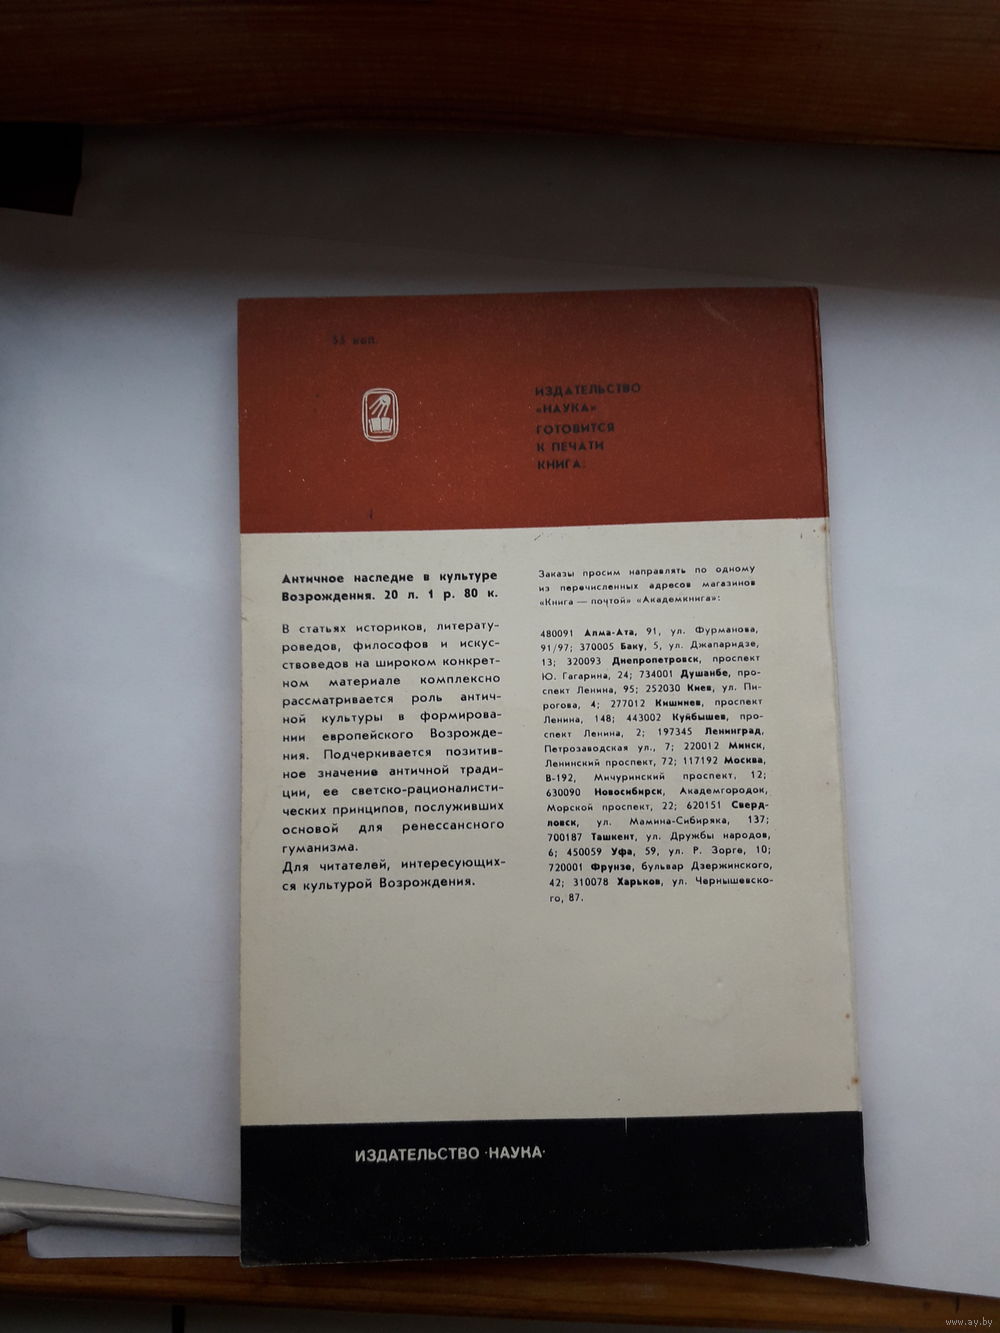 55 коп.
ИЗДАТЕЛЬСТВО
«НАУКА»
ГОТОВИТСЯ
К ПЕЧАТИ
КНИГА:
Античное наследие в культуре
Возрождения. 20 л. 1 р. 80 к.
В статьях историков, литерату-
роведов, философов и искус-
ствоведов на широком конкрет-
ном материале комплексно
рассматривается роль антич-
ной культуры в формирова-
нии европейского Возрожде-
ния. Подчеркивается позитив-
ное значение античной тради-
ции, ее светско-рационалисти-
ческих принципов, послуживших
основой для ренессансного
гуманизма.
Для читателей, интересующих-
ся культурой Возрождения.
Заказы просим направлять по одному
из перечисленных адресов магазинов
«Книга — почтой» «Академкнига»:
480091 Алма-Ата, 91, ул. Фурманова,
91/97; 370005 Баку, 5, ул. Джапаридзе,
13; 320093 Днепропетровск, проспект
Ю. Гагарина, 24; 734001 Душанбе, про-
спект Ленина, 95; 252030 Киев, ул. Пи-
рогова, 4; 277012 Кишинев, проспект
Ленина, 148; 443002 Куйбышев, про-
спект Ленина, 2; 197345 Ленинград,
Петрозаводская ул., 7; 220012 Минск,
Ленинский проспект, 72; 117192 Москва,
В-192, Мичуринский проспект, 12;
630090 Новосибирск, Академгородок,
Морской проспект, 22; 620151 Сверд-
ловск, ул. Мамина-Сибиряка, 137;
700187 Ташкент, ул. Дружбы народов,
6; 450059 Уфа, 59, ул. Р. Зорге, 10;
720001 Фрунзе, бульвар Дзержинского,
42; 310078 Харьков, ул. Чернышевско-
го, 87.
ИЗДАТЕЛЬСТВО ·НАУКА·
www.ay.by